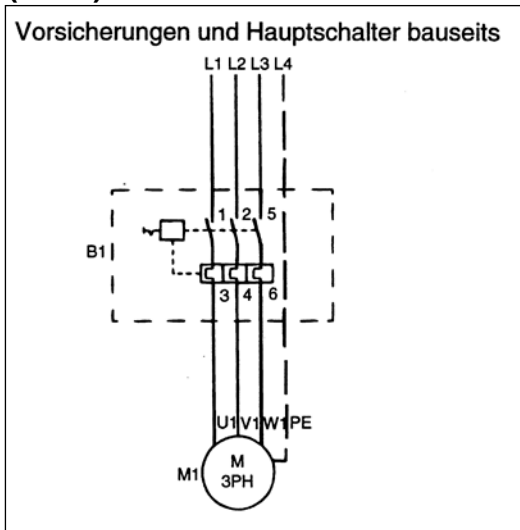 Vorsicherungen und Hauptschalter bauseits
L1 L2 L3 L4
1 2 5
B1
3 4 6
U1 V1 W1 PE
M1
M
3PH